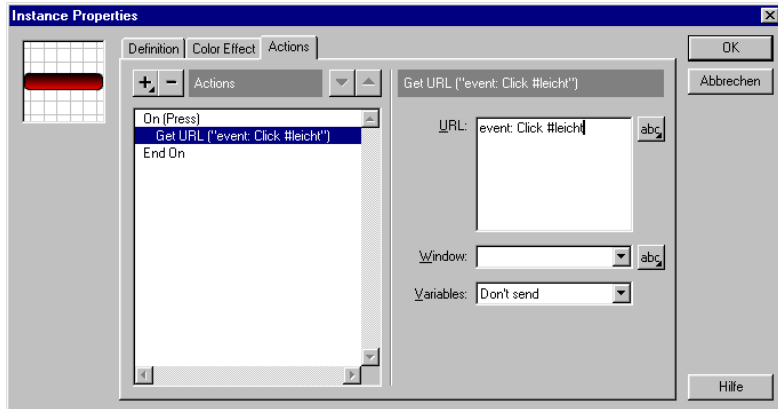 Instance Properties
Definition
Color Effect
Actions
OK
Abbrechen
Actions
Get URL ("event: Click #leicht")
On (Press)
Get URL ("event: Click #leicht")
End On
URL:
event: Click #leicht
abc
Window:
abc
Variables:
Don't send
Hilfe